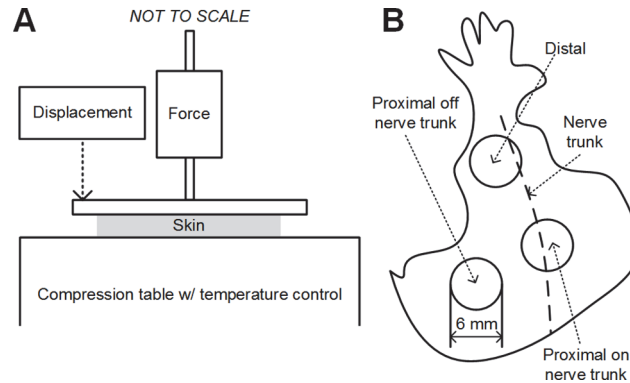 A
NOT TO SCALE
Displacement
Force
Skin
Compression table w/ temperature control
B
Distal
Proximal off
nerve trunk
Nerve
trunk
6 mm
Proximal on
nerve trunk